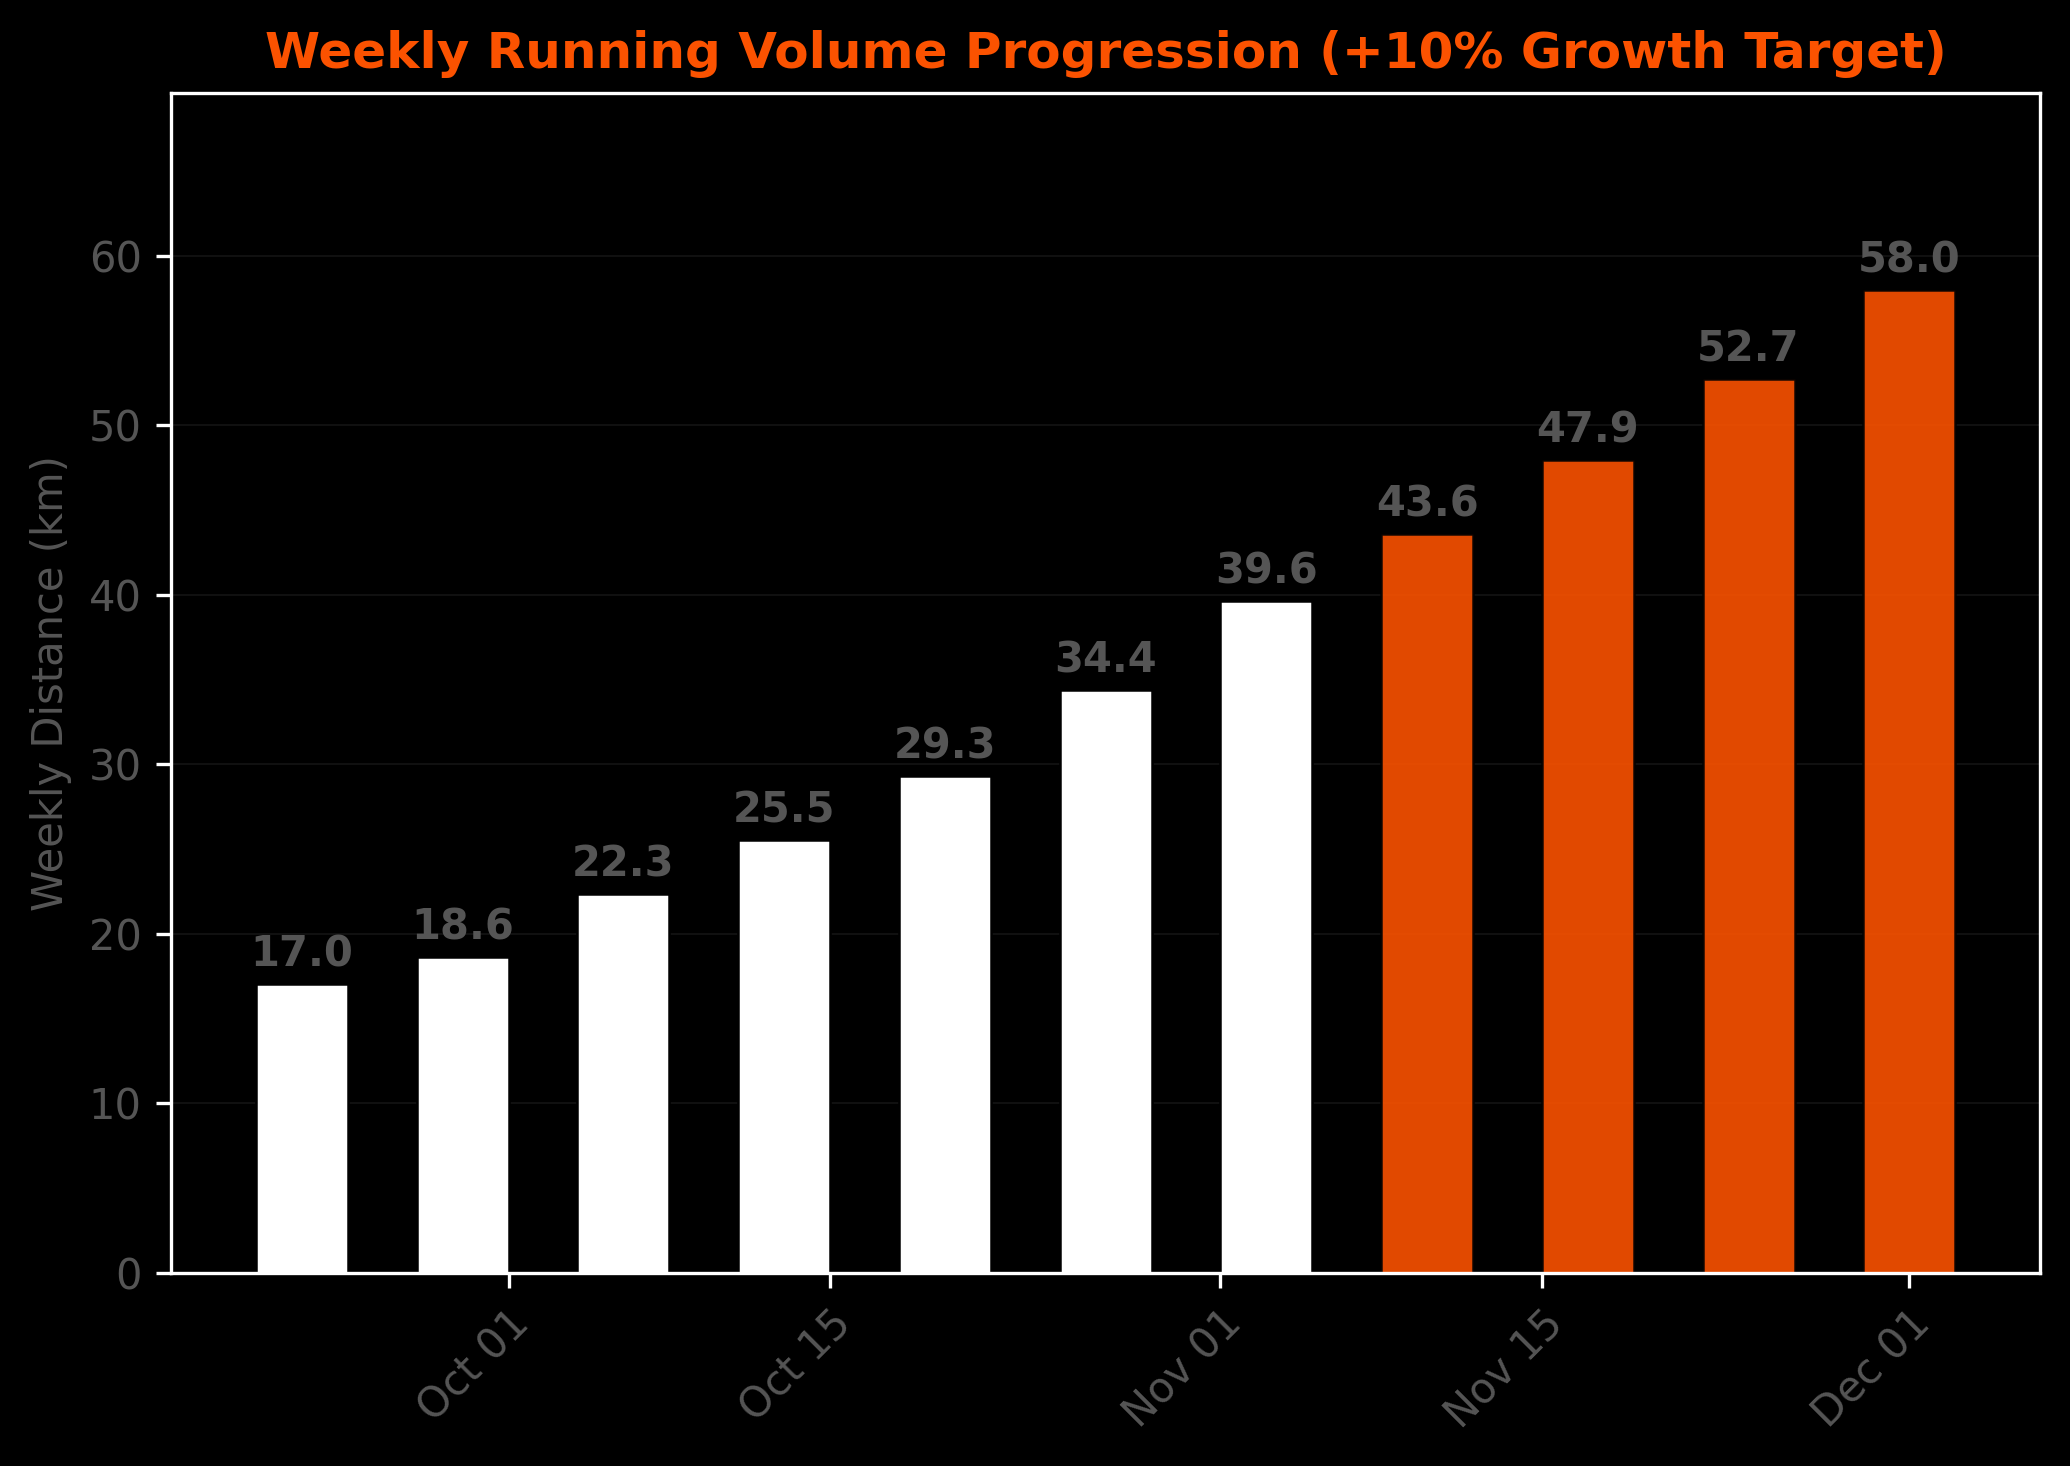 Weekly Running Volume Progression (+10% Growth Target)
Weekly Distance (km)
60
50
40
30
20
10
0
17.0
18.6
22.3
25.5
29.3
34.4
39.6
43.6
47.9
52.7
58.0
Oct 01
Oct 15
Nov 01
Nov 15
Dec 01